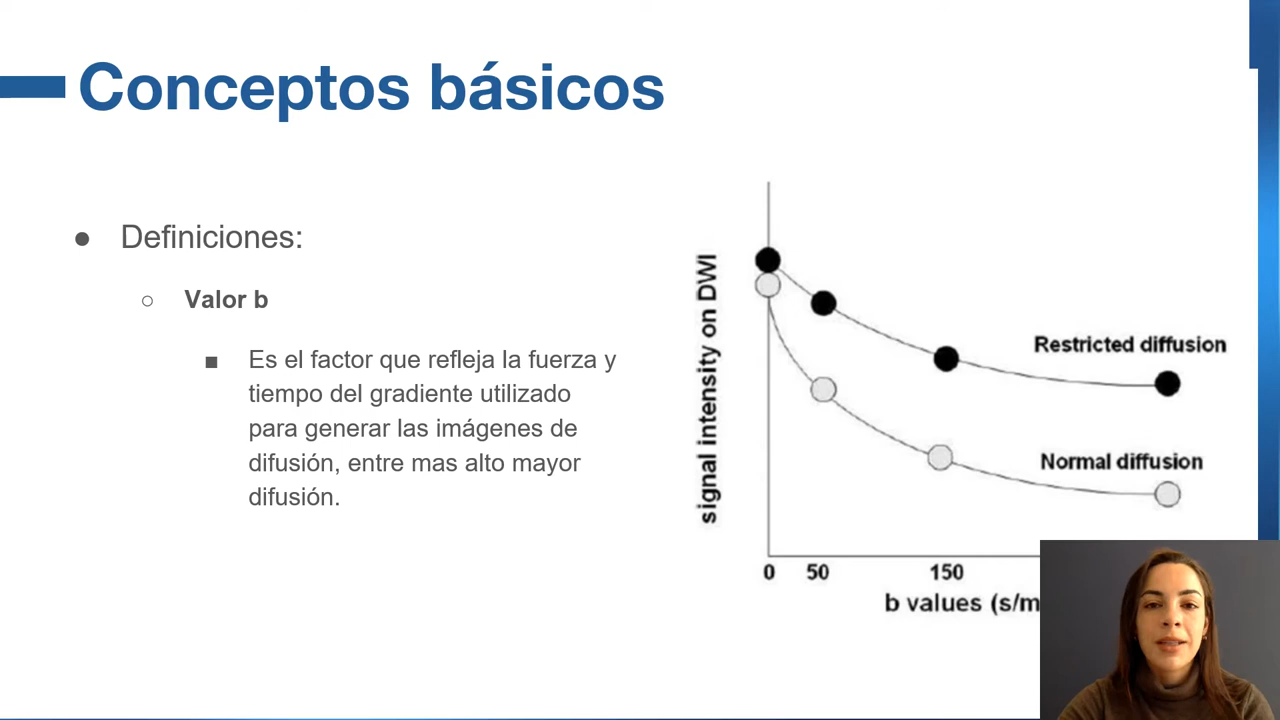 Conceptos básicos
● Definiciones:
○ Valor b
■ Es el factor que refleja la fuerza y
tiempo del gradiente utilizado
para generar las imágenes de
difusión, entre mas alto mayor
difusión.
signal intensity on DWI
Restricted diffusion
Normal diffusion
0 50 150
b values (s/m